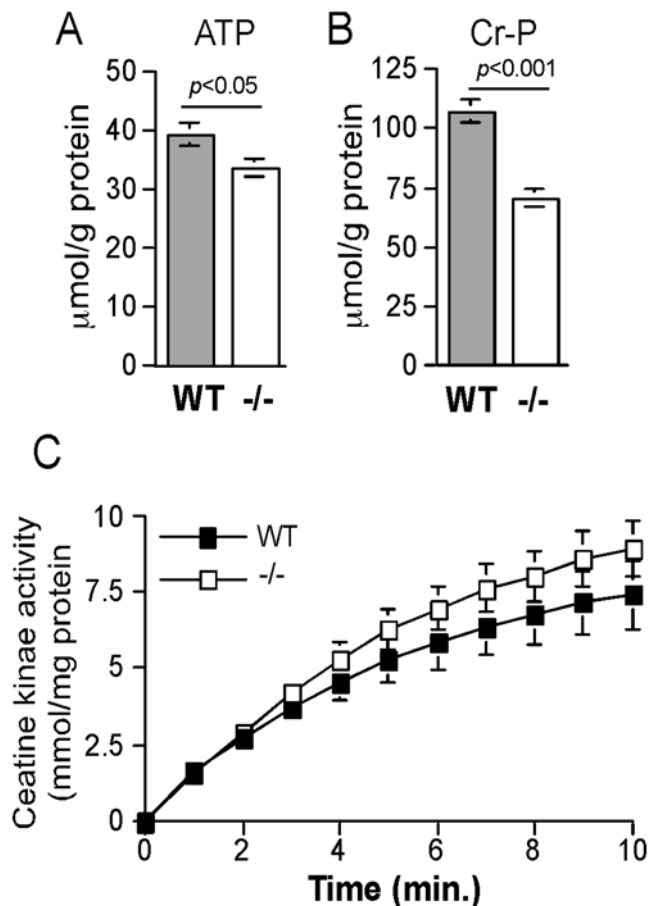 A
ATP
p<0.05
50
40
30
20
10
0
μmol/g protein
WT -/-
B
Cr-P
p<0.001
125
100
75
50
25
0
μmol/g protein
WT -/-
C
10
7.5
5
2.5
0
Ceatine kinae activity
(mmol/mg protein)
WT
-/-
0 2 4 6 8 10
Time (min.)